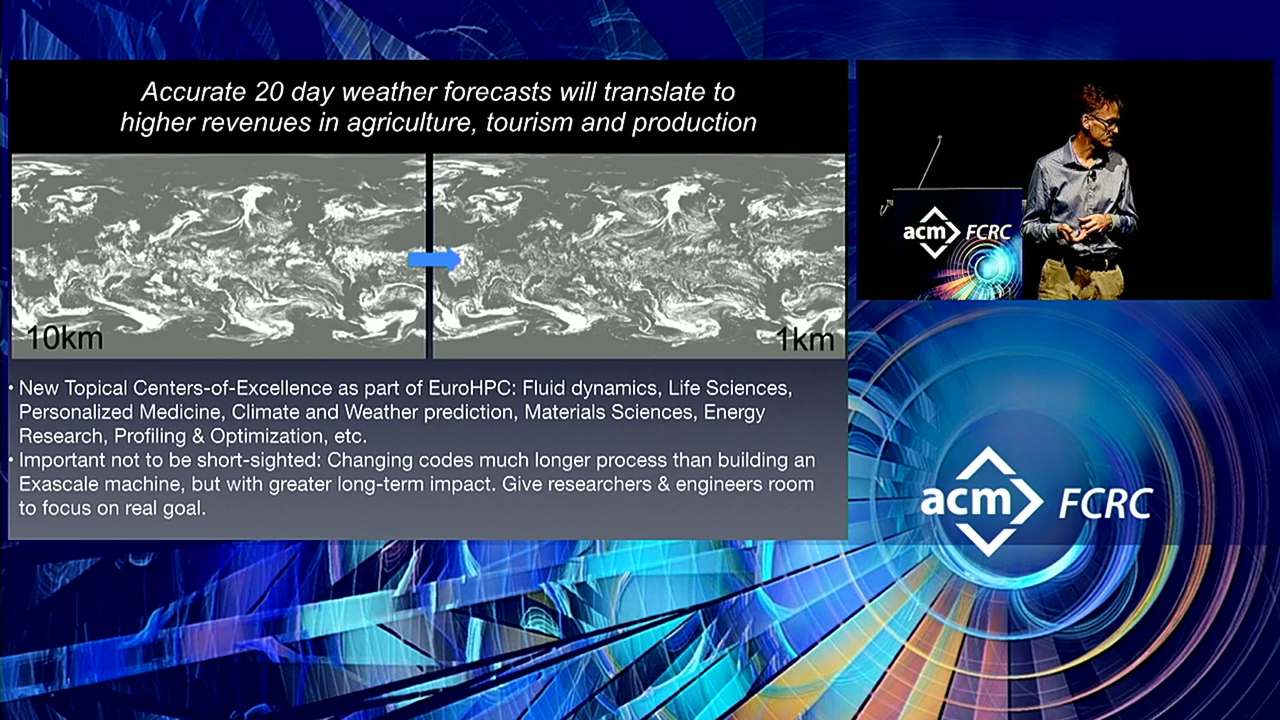 Accurate 20 day weather forecasts will translate to
higher revenues in agriculture, tourism and production
10km
1km
• New Topical Centers-of-Excellence as part of EuroHPC: Fluid dynamics, Life Sciences,
Personalized Medicine, Climate and Weather prediction, Materials Sciences, Energy
Research, Profiling & Optimization, etc.
• Important not to be short-sighted: Changing codes much longer process than building an
Exascale machine, but with greater long-term impact. Give researchers & engineers room
to focus on real goal.
acm FCRC
acm FCRC